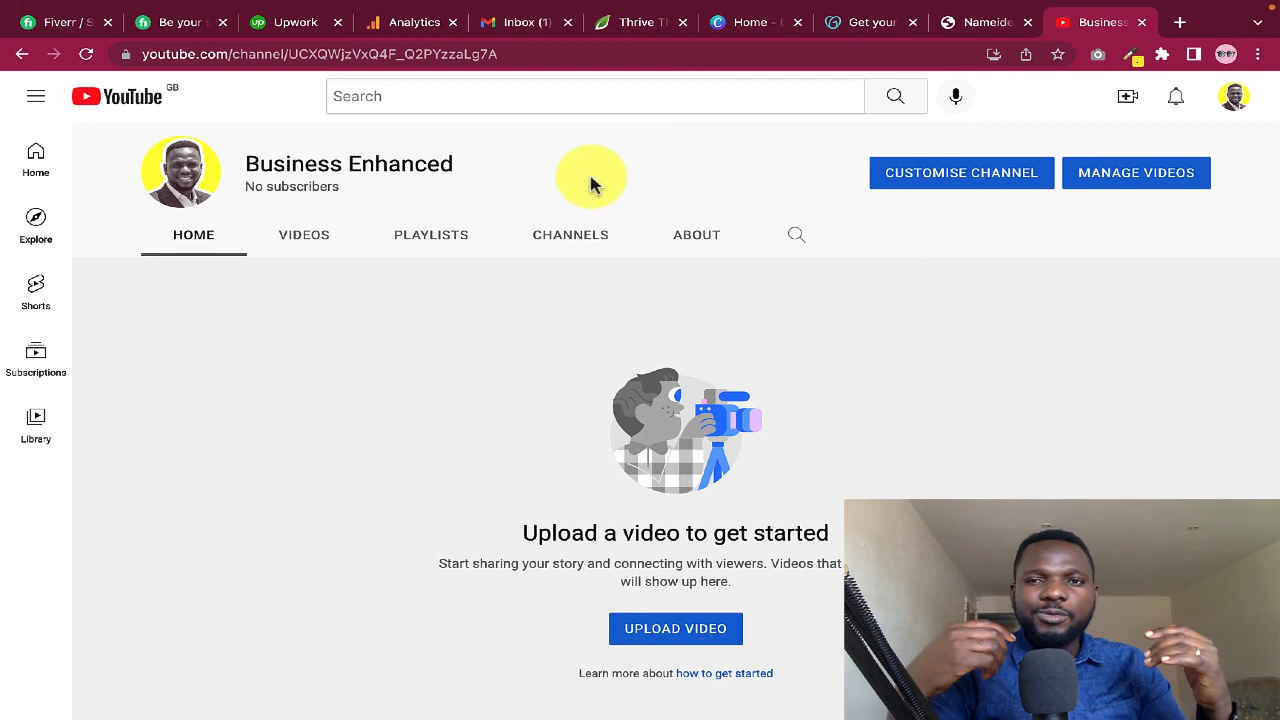 Fiverr / S
Be your s
Upwork
Analytics
Inbox (1)
Thrive Th
Home - C
Get your
Nameide
Business
youtube.com/channel/UCXQWjzVxQ4F_Q2PYzzaLg7A
YouTube GB
Search
Home
Explore
Shorts
Subscriptions
Library
Business Enhanced
No subscribers
CUSTOMISE CHANNEL
MANAGE VIDEOS
HOME VIDEOS PLAYLISTS CHANNELS ABOUT
Upload a video to get started
Start sharing your story and connecting with viewers. Videos that
will show up here.
UPLOAD VIDEO
Learn more about how to get started